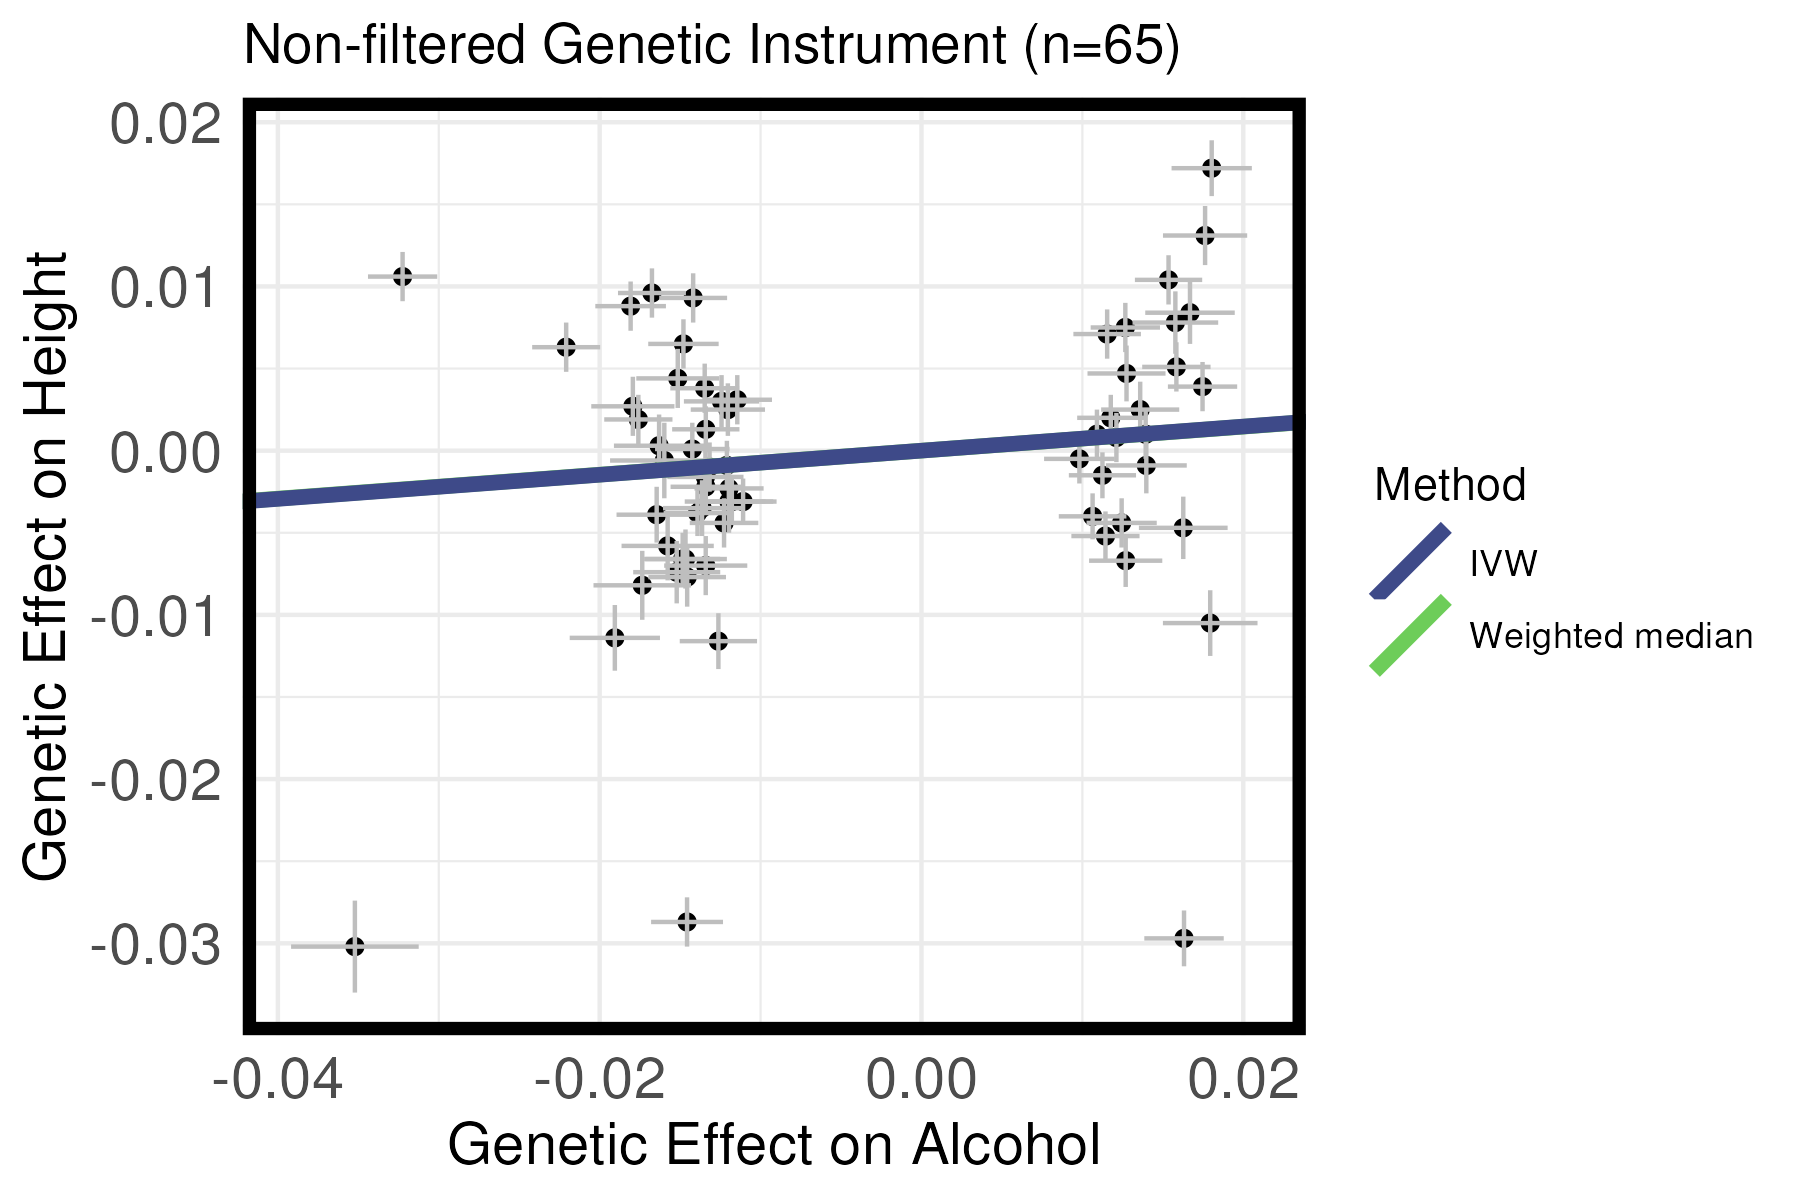 Non-filtered Genetic Instrument (n=65)
0.02
0.01
0.00
-0.01
-0.02
-0.03
Genetic Effect on Height
-0.04
-0.02
0.00
0.02
Genetic Effect on Alcohol
Method
IVW
Weighted median